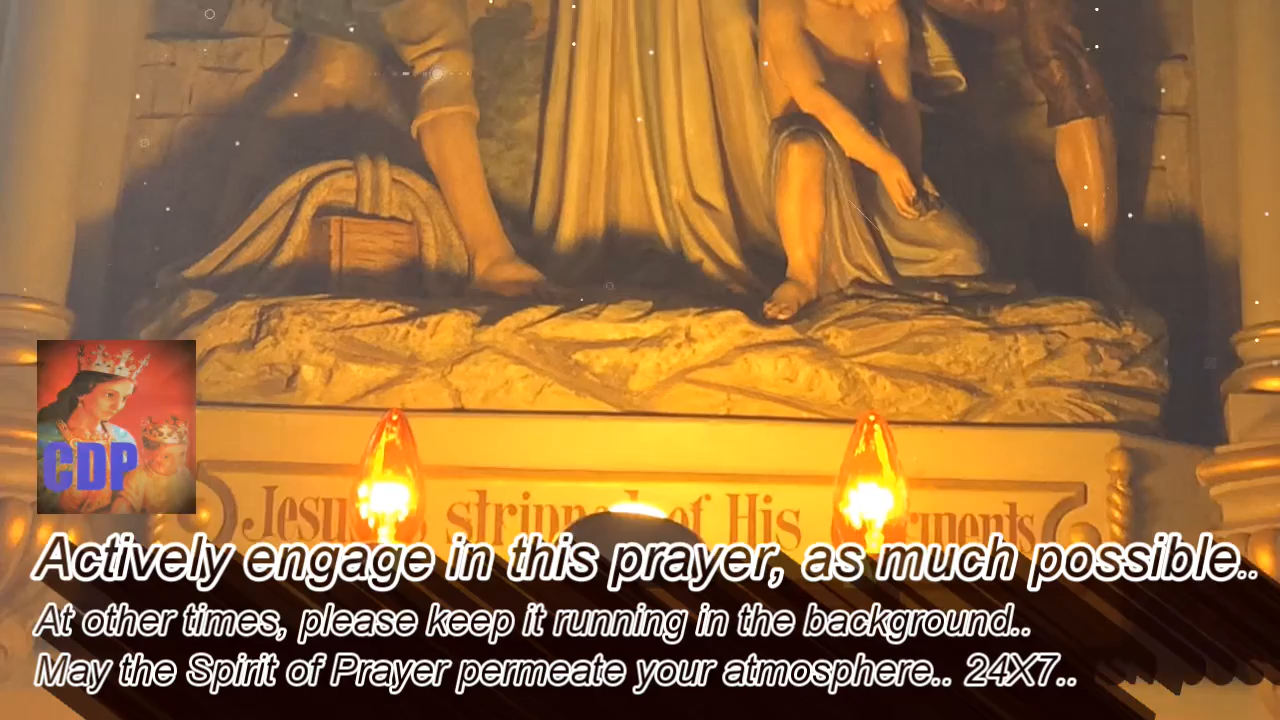 Jesus stripped of His
CDP
Actively engage in this prayer, as much possible..
At other times, please keep it running in the background..
May the Spirit of Prayer permeate your atmosphere.. 24X7..